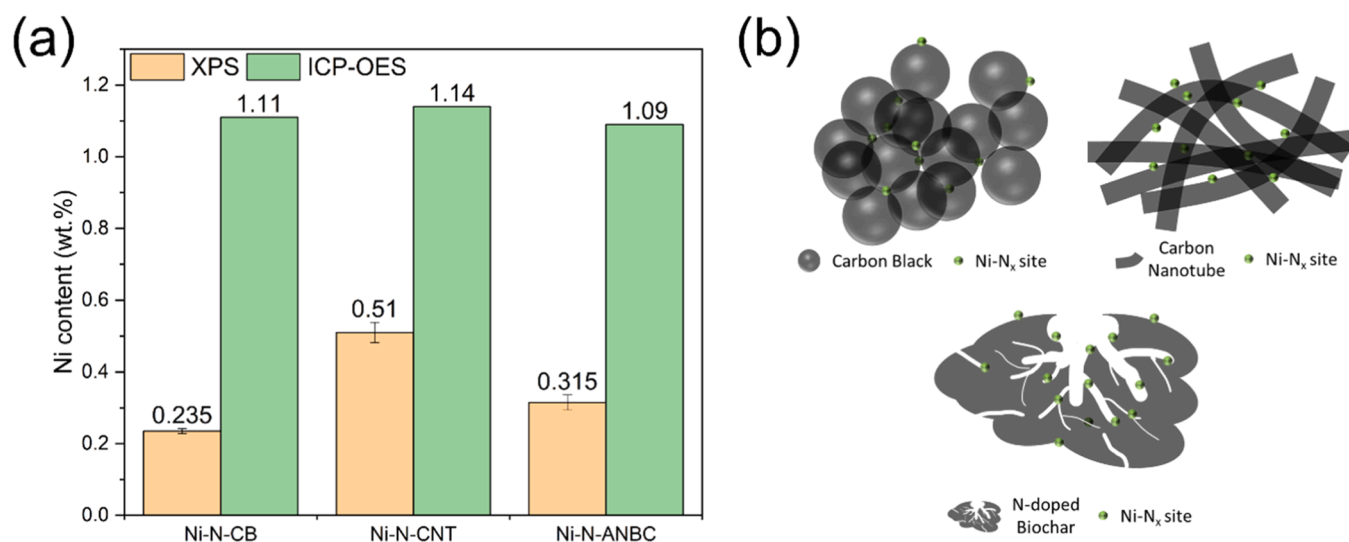 (a)
XPS ICP-OES
Ni content (wt.%)
1.2
1.0
0.8
0.6
0.4
0.2
0.0
0.235
1.11
0.51
1.14
0.315
1.09
Ni-N-CB Ni-N-CNT Ni-N-ANBC
(b)
Carbon Black Ni-Nx site
Carbon
Nanotube
Ni-Nx site
N-doped
Biochar
Ni-Nx site